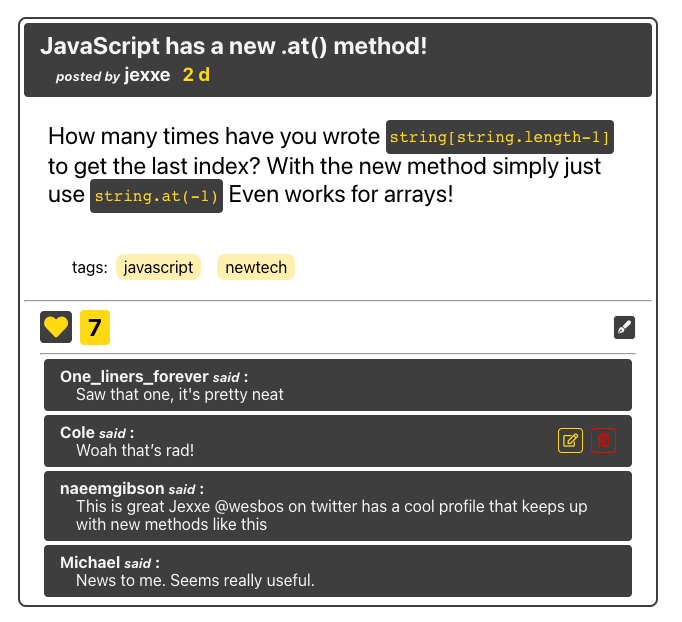 JavaScript has a new .at() method!
posted by jexxe 2 d
How many times have you wrote string[string.length-1]
to get the last index? With the new method simply just
use string.at(-1) Even works for arrays!
tags: javascript newtech
7
One_liners_forever said :
Saw that one, it's pretty neat
Cole said :
Woah that’s rad!
naeemgibson said :
This is great Jexxe @wesbos on twitter has a cool profile that keeps up
with new methods like this
Michael said :
News to me. Seems really useful.